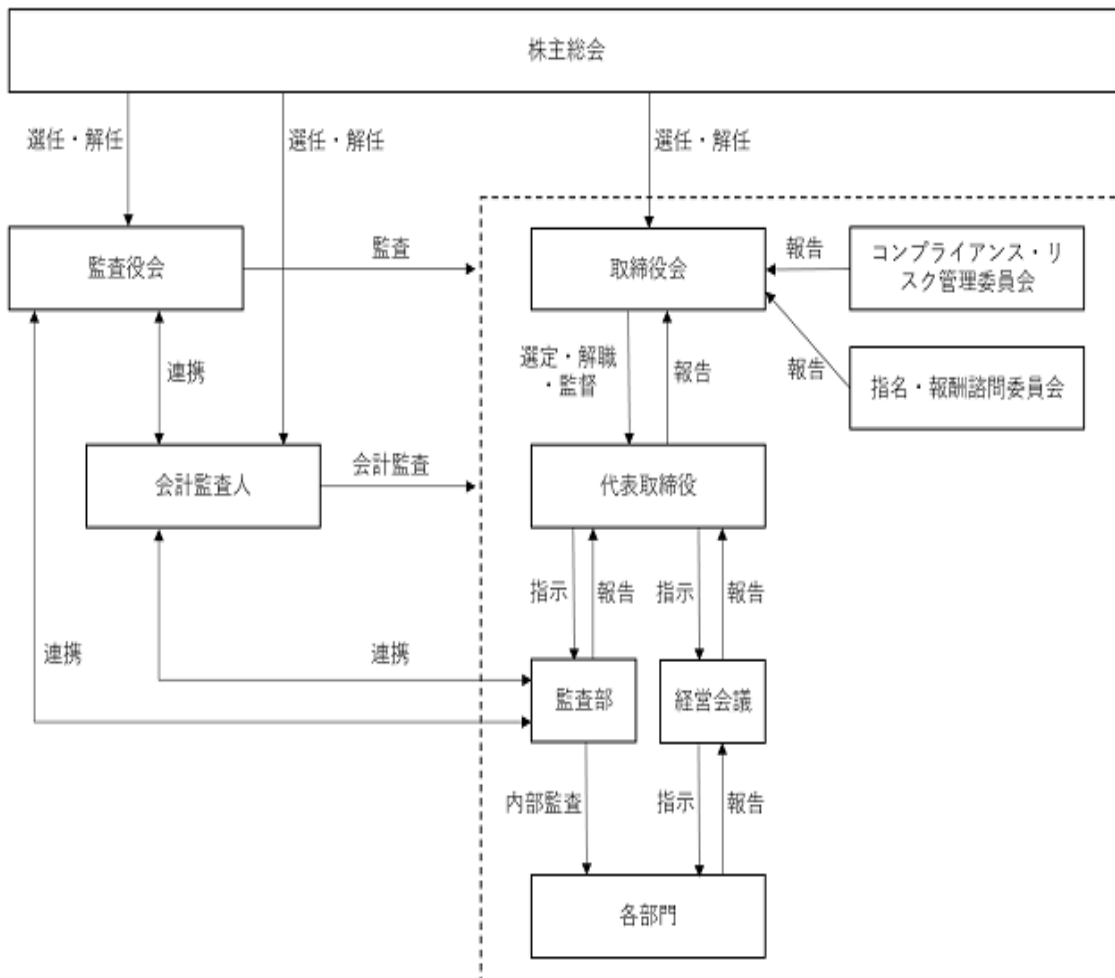 株主総会
選任・解任
選任・解任
選任・解任
監査役会
監査
取締役会
報告
コンプライアンス・リ
スク管理委員会
連携
選定・解職
・監督
報告
報告
指名・報酬諮問委員会
会計監査人
会計監査
代表取締役
指示
報告
指示
報告
連携
連携
監査部
経営会議
内部監査
指示
報告
各部門